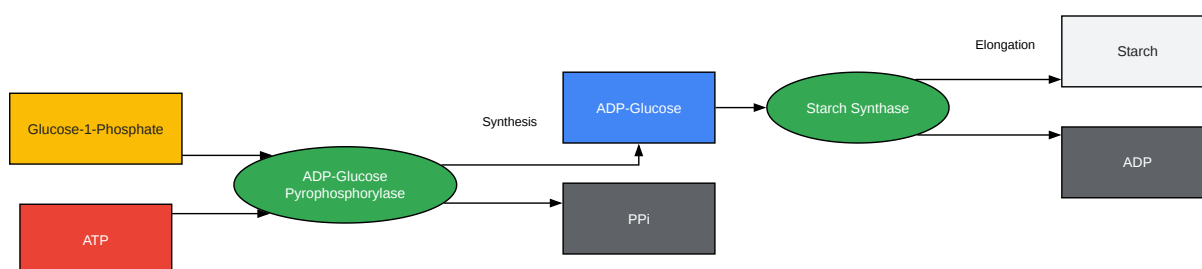 Glucose-1-Phosphate
ATP
ADP-Glucose
Pyrophosphorylase
Synthesis
ADP-Glucose
PPi
Starch Synthase
Elongation
Starch
ADP